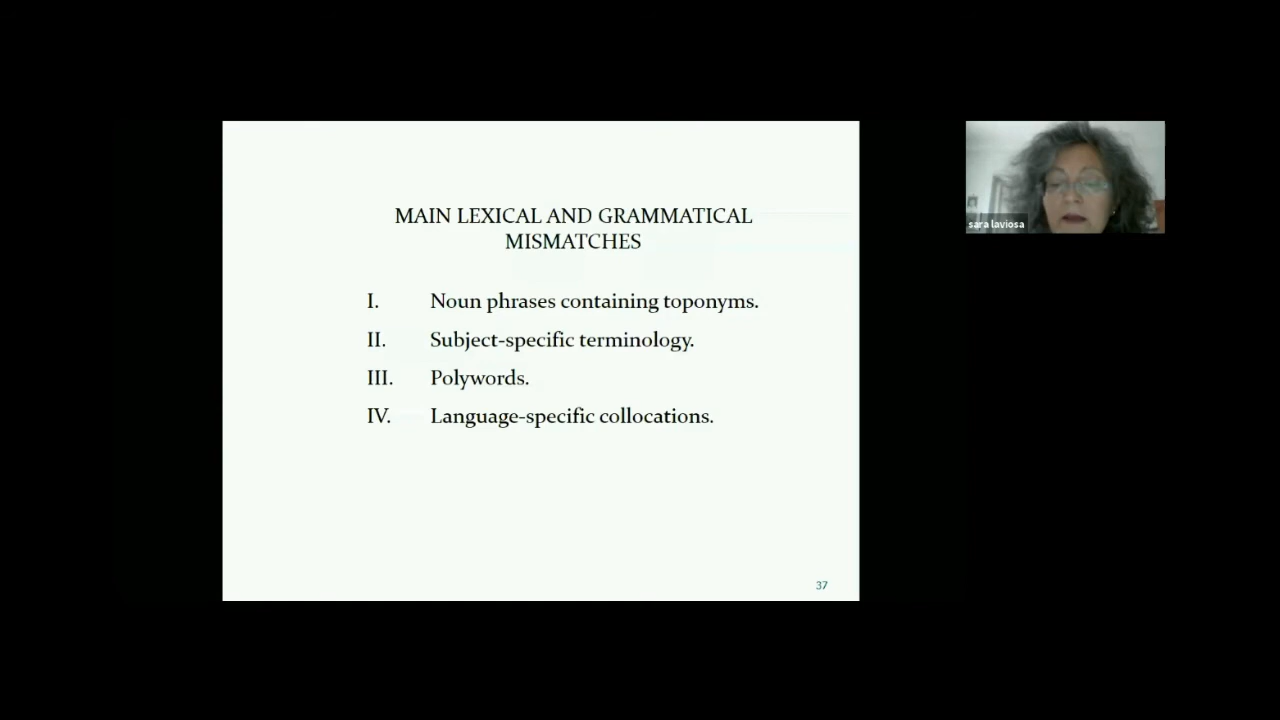 MAIN LEXICAL AND GRAMMATICAL
MISMATCHES
I. Noun phrases containing toponyms.
II. Subject-specific terminology.
III. Polywords.
IV. Language-specific collocations.
37
sara laviosa